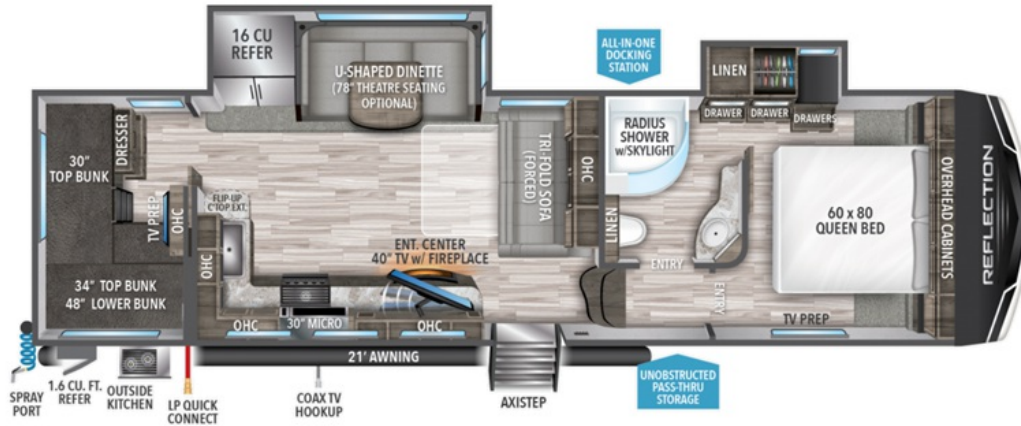 16 CU
REFER
U-SHAPED DINETTE
(78" THEATRE SEATING
OPTIONAL)
ALL-IN-ONE
DOCKING
STATION
LINEN
DRAWER
DRAWER
DRAWERS
DRESSER
30"
TOP BUNK
TV PREP
OHC
FLIP-UP
C'TOP EXT.
OHC
34" TOP BUNK
48" LOWER BUNK
TRI-FOLD SOFA
(FORCED)
OHC
RADIUS
SHOWER
w/SKYLIGHT
LINEN
ENTRY
ENTRY
60 x 80
QUEEN BED
OVERHEAD CABINETS
REFLECTION
ENT. CENTER
40" TV w/ FIREPLACE
OHC
30" MICRO
OHC
TV PREP
21' AWNING
SPRAY
PORT
1.6 CU. FT.
REFER
OUTSIDE
KITCHEN
LP QUICK
CONNECT
COAX TV
HOOKUP
AXISTEP
UNOBSTRUCTED
PASS-THRU
STORAGE